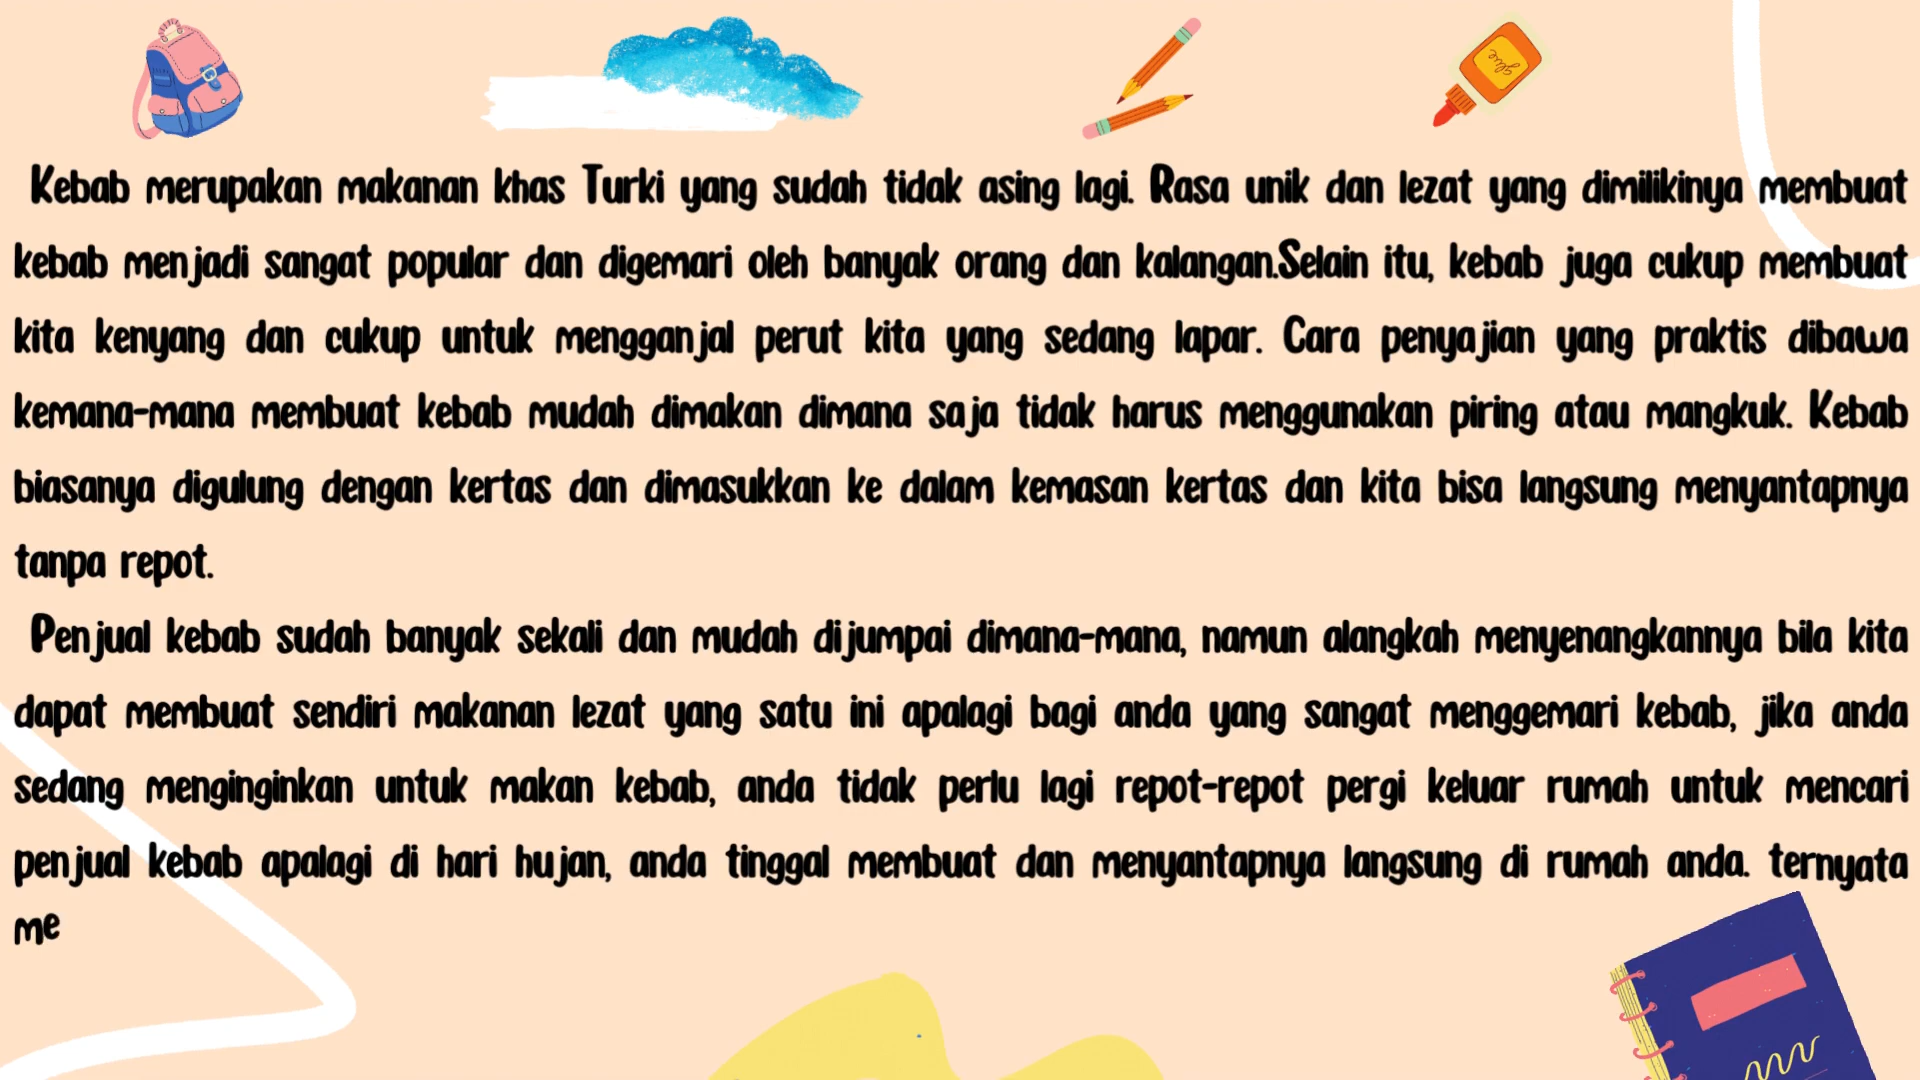 glue
Kebab merupakan makanan khas Turki yang sudah tidak asing lagi. Rasa unik dan lezat yang dimilikinya membuat
kebab menjadi sangat popular dan digemari oleh banyak orang dan kalangan.Selain itu, kebab juga cukup membuat
kita kenyang dan cukup untuk mengganjal perut kita yang sedang lapar. Cara penyajian yang praktis dibawa
kemana-mana membuat kebab mudah dimakan dimana saja tidak harus menggunakan piring atau mangkuk. Kebab
biasanya digulung dengan kertas dan dimasukkan ke dalam kemasan kertas dan kita bisa langsung menyantapnya
tanpa repot.
Penjual kebab sudah banyak sekali dan mudah dijumpai dimana-mana, namun alangkah menyenangkannya bila kita
dapat membuat sendiri makanan lezat yang satu ini apalagi bagi anda yang sangat menggemari kebab, jika anda
sedang menginginkan untuk makan kebab, anda tidak perlu lagi repot-repot pergi keluar rumah untuk mencari
penjual kebab apalagi di hari hujan, anda tinggal membuat dan menyantapnya langsung di rumah anda. ternyata
me